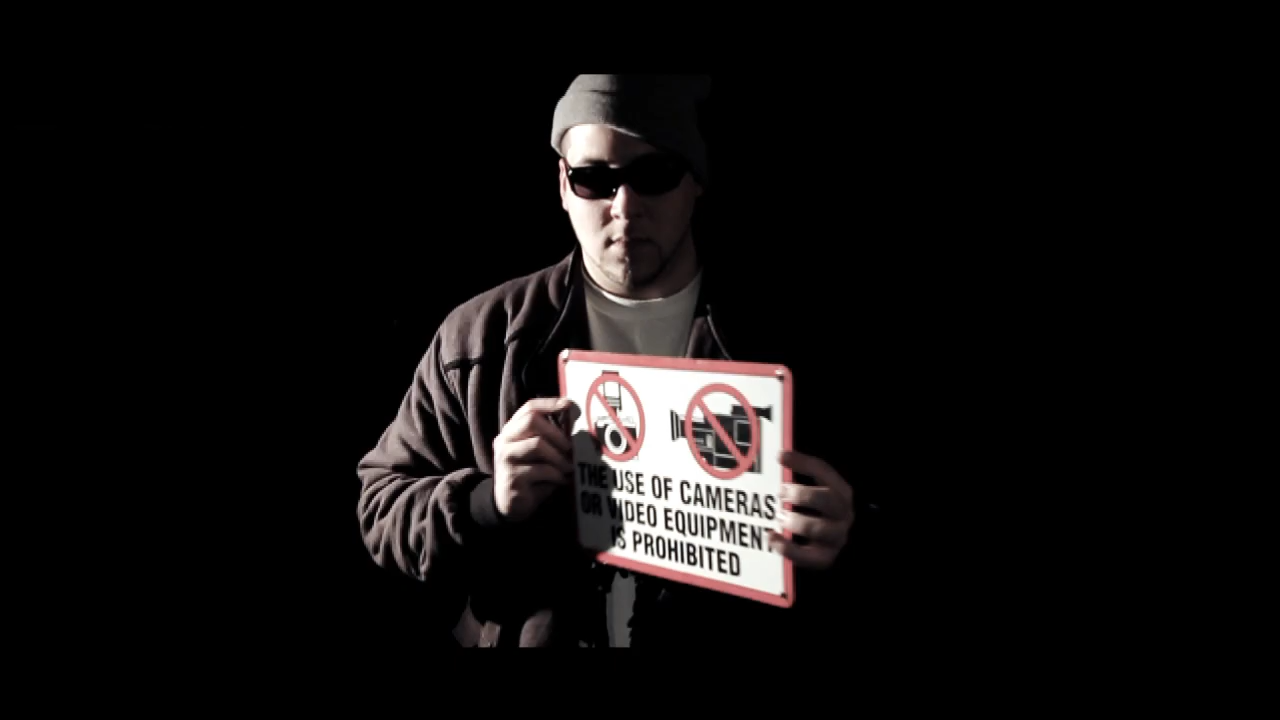 THE USE OF CAMERAS
OR VIDEO EQUIPMENT
IS PROHIBITED